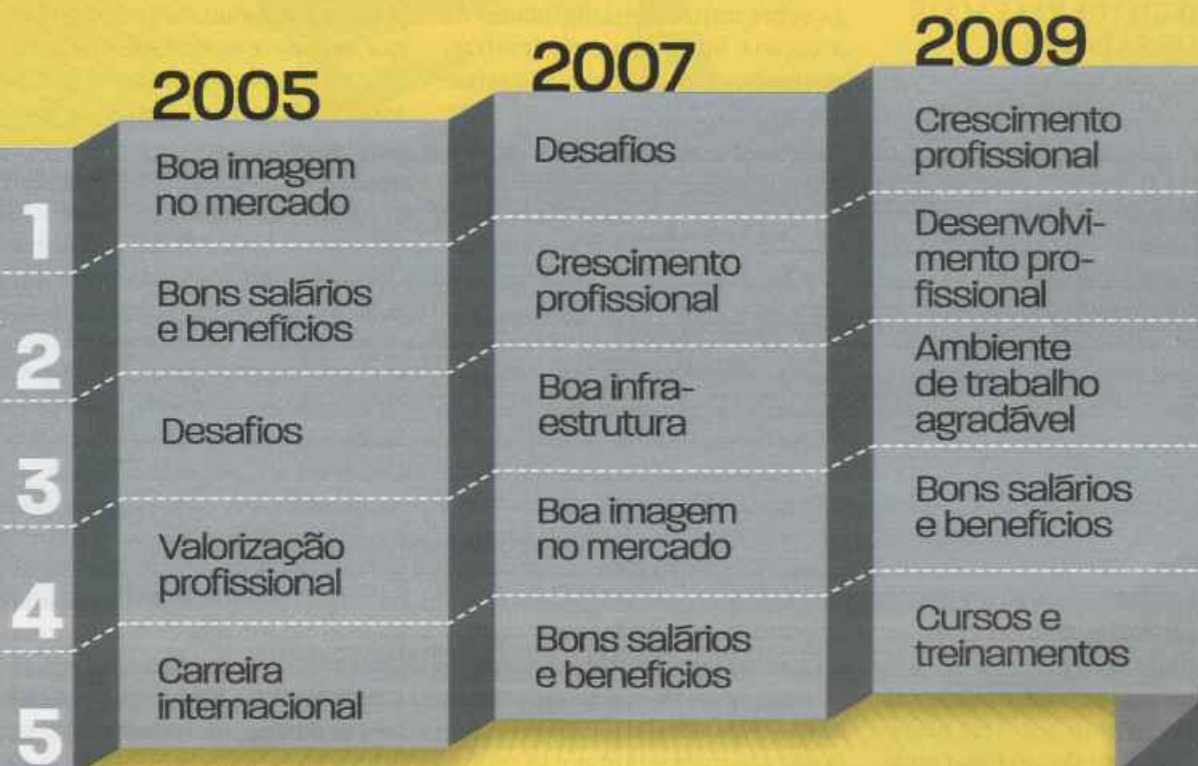 2005
Boa imagem
no mercado
Bons salários
e benefícios
Desafios
Valorização
profissional
Carreira
internacional
2007
Desafios
Crescimento
profissional
Boa infra-
estrutura
Boa imagem
no mercado
Bons salários
e benefícios
2009
Crescimento
profissional
Desenvolvi-
mento pro-
fissional
Ambiente
de trabalho
agradável
Bons salários
e benefícios
Cursos e
treinamentos
1
2
3
4
5